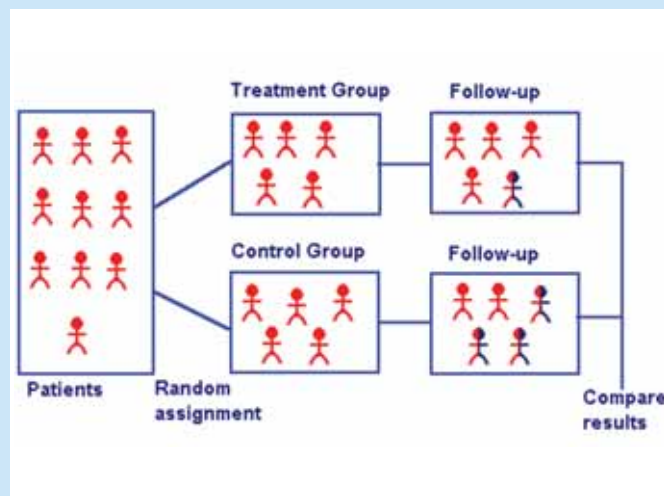 Treatment Group
Follow-up
Control Group
Follow-up
Patients
Random
assignment
Compare
results